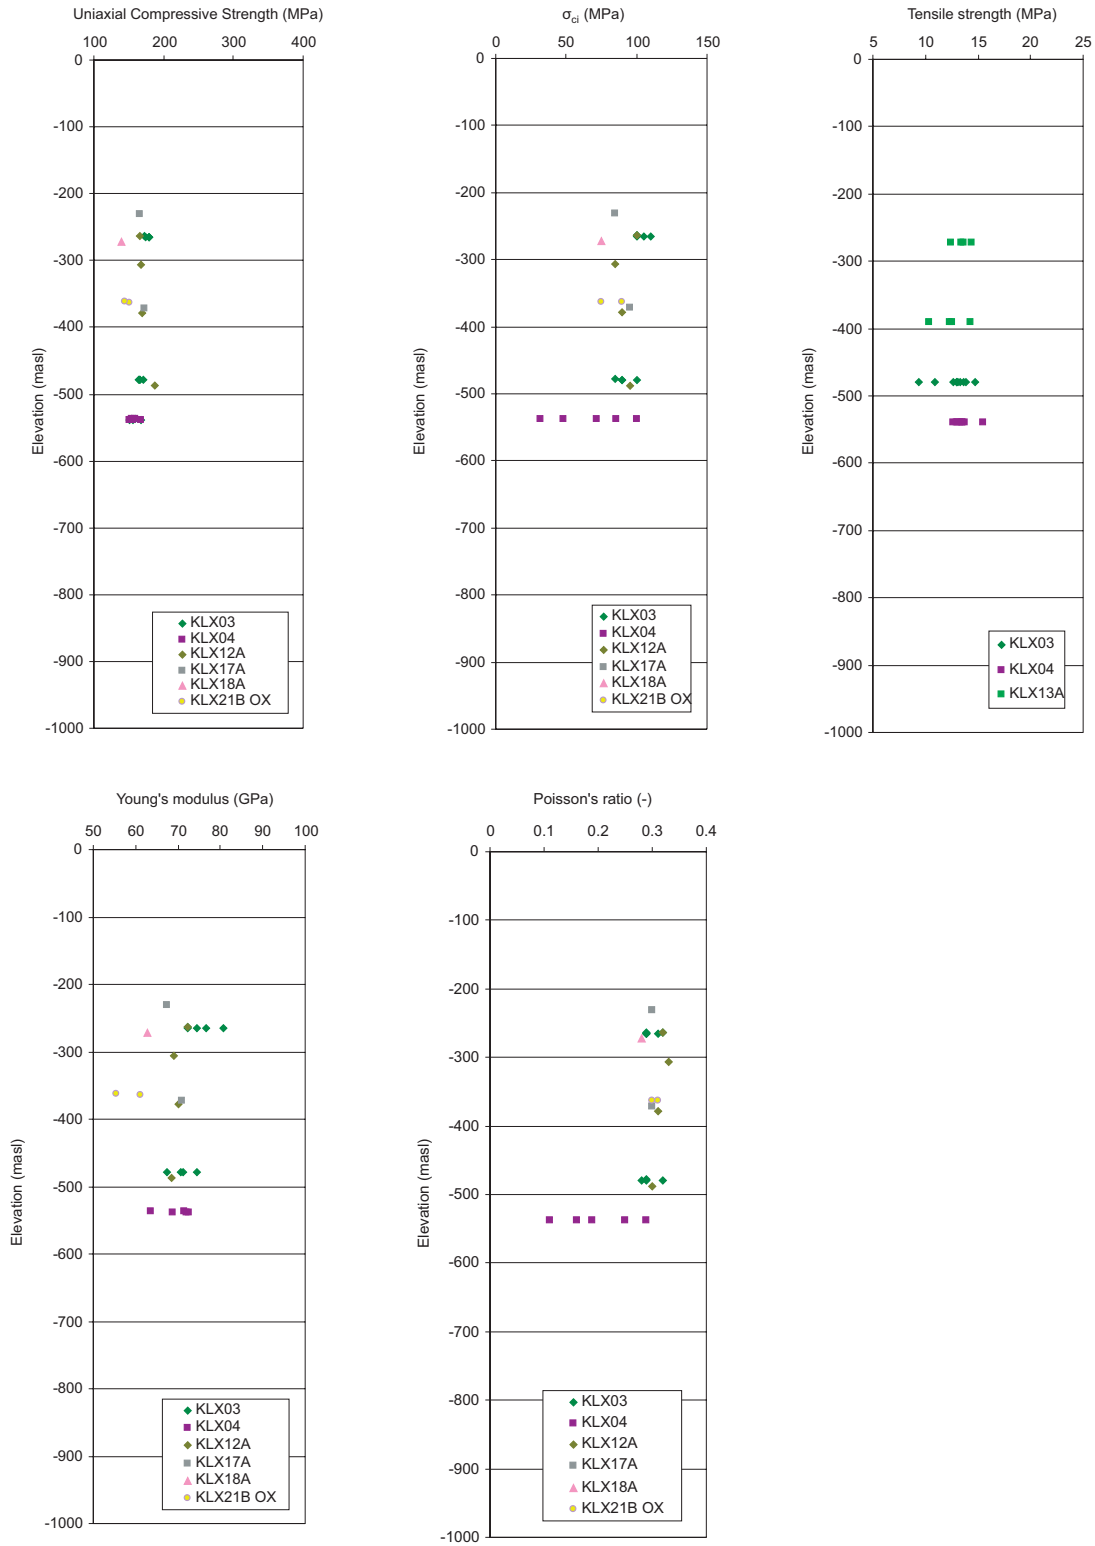 Uniaxial Compressive Strength (MPa)
100 200 300 400
0
-100
-200
-300
-400
-500
-600
-700
-800
-900
-1000
Elevation (masl)
KLX03
KLX04
KLX12A
KLX17A
KLX18A
KLX21B OX
σci (MPa)
0 50 100 150
0
-100
-200
-300
-400
-500
-600
-700
-800
-900
-1000
Elevation (masl)
KLX03
KLX04
KLX12A
KLX17A
KLX18A
KLX21B OX
Tensile strength (MPa)
5 10 15 25
0
-100
-200
-300
-400
-500
-600
-700
-800
-900
-1000
Elevation (masl)
KLX03
KLX04
KLX13A
Young's modulus (GPa)
50 60 70 80 90 100
0
-100
-200
-300
-400
-500
-600
-700
-800
-900
-1000
Elevation (masl)
KLX03
KLX04
KLX12A
KLX17A
KLX18A
KLX21B OX
Poisson's ratio (-)
0 0.1 0.2 0.3 0.4
0
-100
-200
-300
-400
-500
-600
-700
-800
-900
-1000
Elevation (masl)
KLX03
KLX04
KLX12A
KLX17A
KLX18A
KLX21B OX